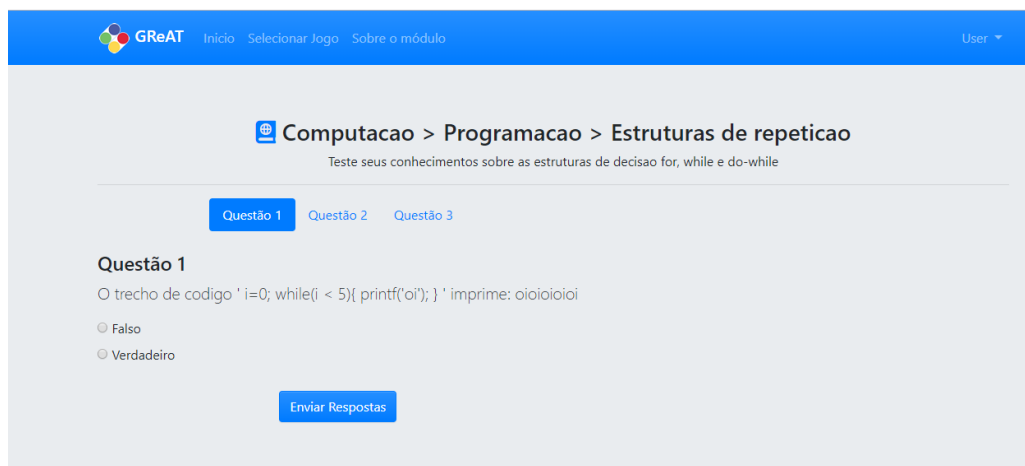 GReAT Inicio Selecionar Jogo Sobre o módulo User
Computacao > Programacao > Estruturas de repeticao
Teste seus conhecimentos sobre as estruturas de decisao for, while e do-while
Questão 1 Questão 2 Questão 3
Questão 1
O trecho de codigo ' i=0; while(i < 5){ printf('oi'); } ' imprime: oioioioioi
Falso
Verdadeiro
Enviar Respostas